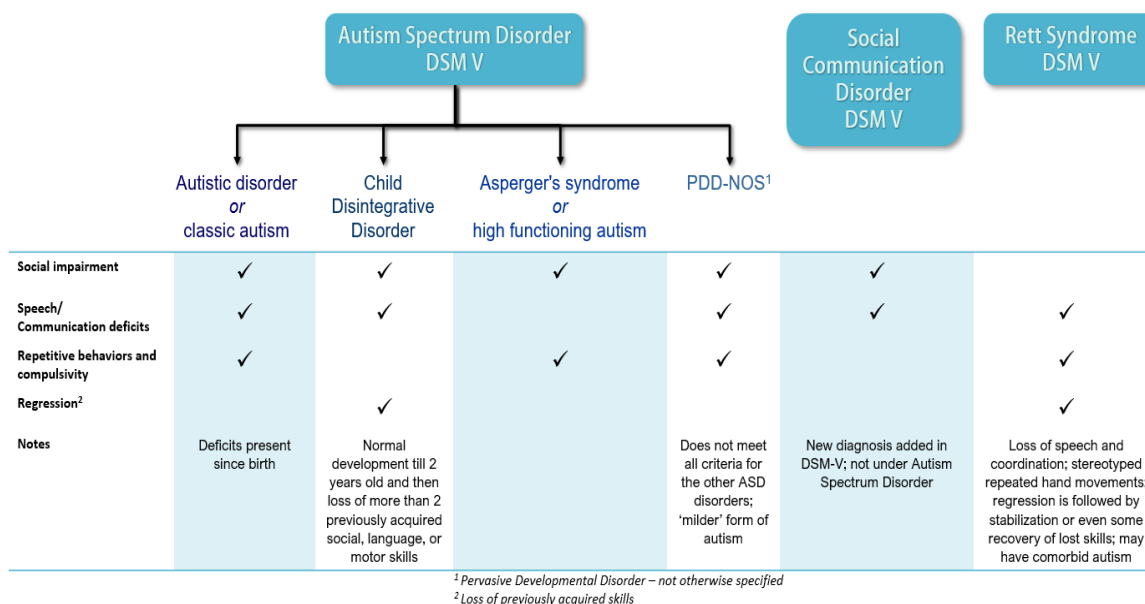 Autism Spectrum Disorder
DSM V
Social
Communication
Disorder
DSM V
Rett Syndrome
DSM V
Autistic disorder
or
classic autism
Child
Disintegrative
Disorder
Asperger's syndrome
or
high functioning autism
PDD-NOS¹
Social impairment ✓ ✓ ✓ ✓ ✓
Speech/
Communication deficits ✓ ✓ ✓ ✓ ✓
Repetitive behaviors and
compulsivity ✓ ✓ ✓ ✓
Regression² ✓ ✓
Notes
Deficits present
since birth
Normal
development till 2
years old and then
loss of more than 2
previously acquired
social, language, or
motor skills
Does not meet
all criteria for
the other ASD
disorders;
‘milder’ form of
autism
New diagnosis added in
DSM-V; not under Autism
Spectrum Disorder
Loss of speech and
coordination; stereotyped
repeated hand movements;
regression is followed by
stabilization or even some
recovery of lost skills; may
have comorbid autism
¹ Pervasive Developmental Disorder – not otherwise specified
² Loss of previously acquired skills